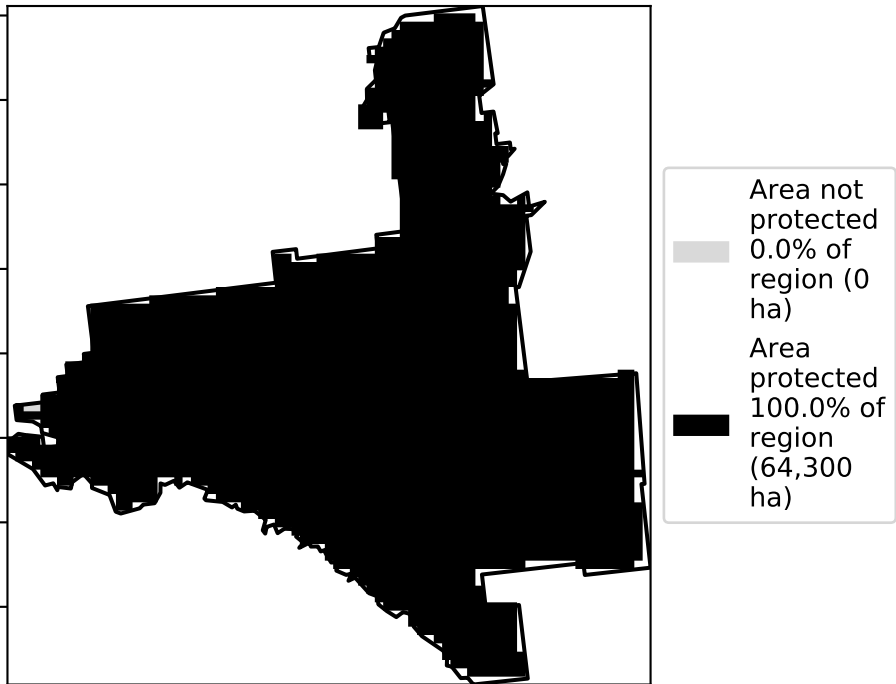 Area not
protected
0.0% of
region (0
ha)
Area
protected
100.0% of
region
(64,300
ha)